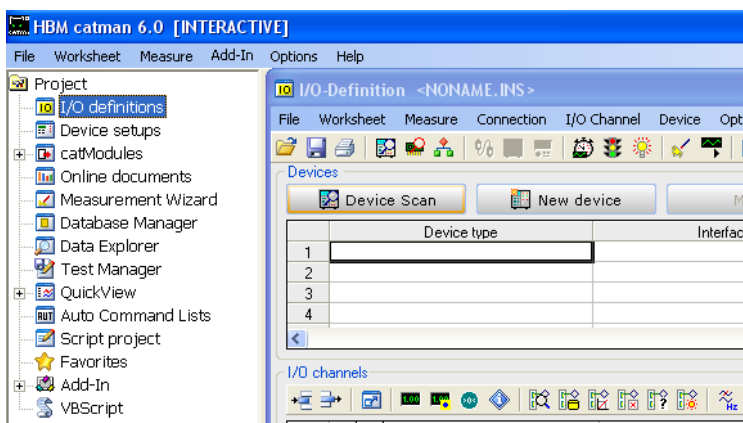 HBM catman 6.0 [INTERACTIVE]
File Worksheet Measure Add-In Options Help
Project
I/O definitions
Device setups
catModules
Online documents
Measurement Wizard
Database Manager
Data Explorer
Test Manager
QuickView
Auto Command Lists
Script project
Favorites
Add-In
VBScript
I/O-Definition <NONAME.INS>
File Worksheet Measure Connection I/O Channel Device Opt
Devices
Device Scan New device M
Device type Interfac
1
2
3
4
I/O channels